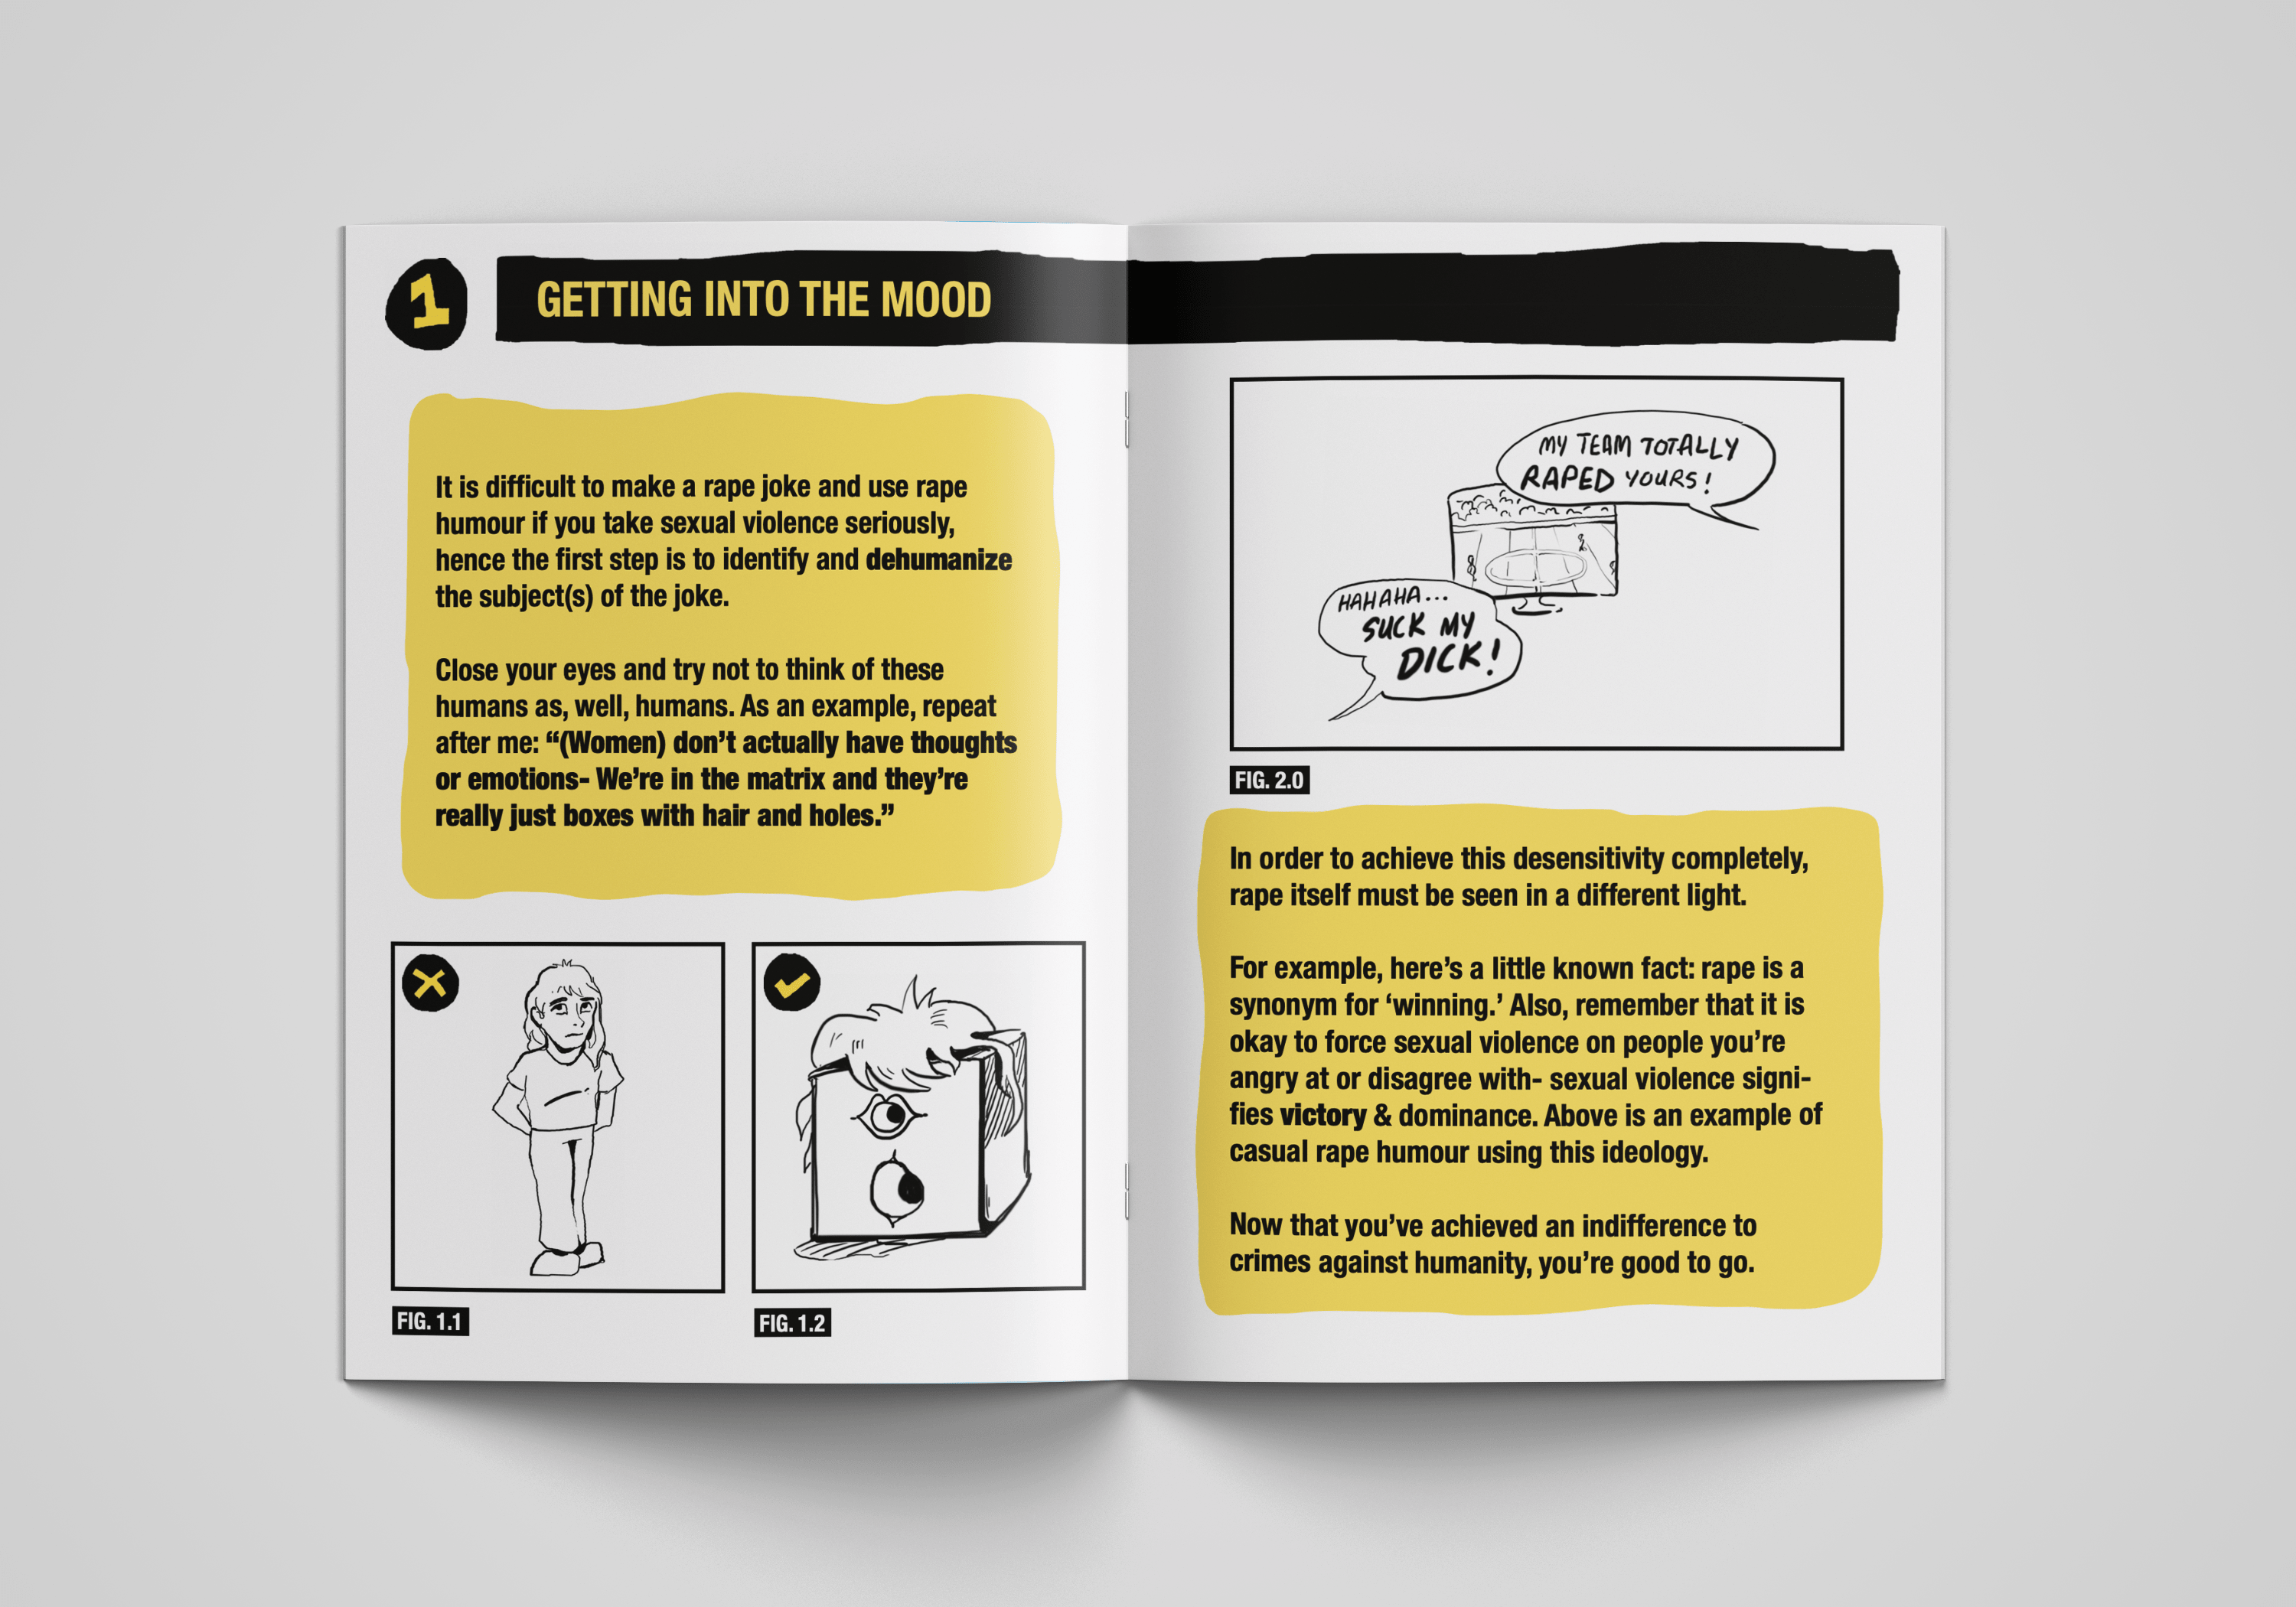 1
GETTING INTO THE MOOD
It is difficult to make a rape joke and use rape
humour if you take sexual violence seriously,
hence the first step is to identify and dehumanize
the subject(s) of the joke.
Close your eyes and try not to think of these
humans as, well, humans. As an example, repeat
after me: “(Women) don’t actually have thoughts
or emotions- We’re in the matrix and they’re
really just boxes with hair and holes.”
FIG. 1.1
FIG. 1.2
MY TEAM TOTALLY
RAPED YOURS!
HAHAHA...
SUCK MY
DICK!
FIG. 2.0
In order to achieve this desensitivity completely,
rape itself must be seen in a different light.
For example, here’s a little known fact: rape is a
synonym for ‘winning.’ Also, remember that it is
okay to force sexual violence on people you’re
angry at or disagree with- sexual violence signi-
fies victory & dominance. Above is an example of
casual rape humour using this ideology.
Now that you’ve achieved an indifference to
crimes against humanity, you’re good to go.